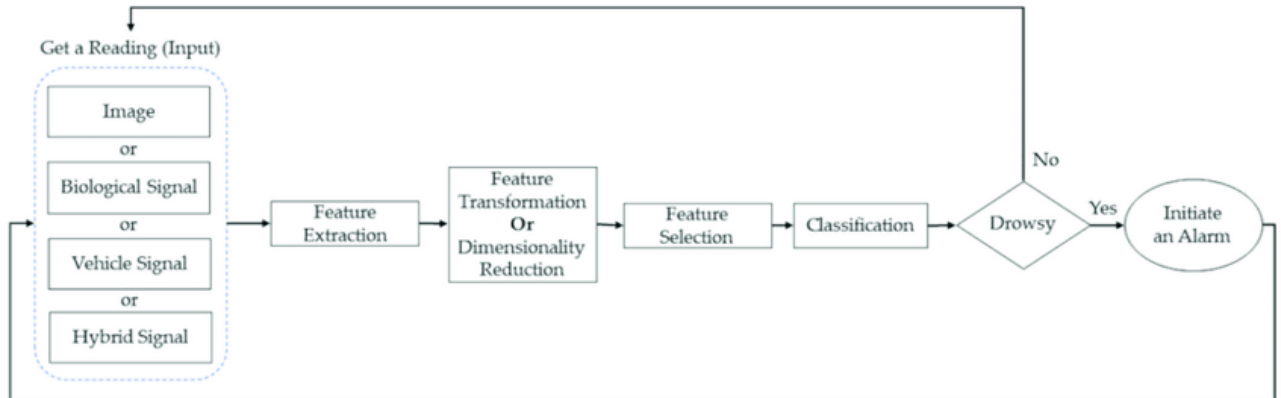 Get a Reading (Input)
Image
or
Biological Signal
or
Vehicle Signal
or
Hybrid Signal
Feature
Extraction
Feature
Transformation
Or
Dimensionality
Reduction
Feature
Selection
Classification
Drowsy
No
Yes
Initiate
an Alarm